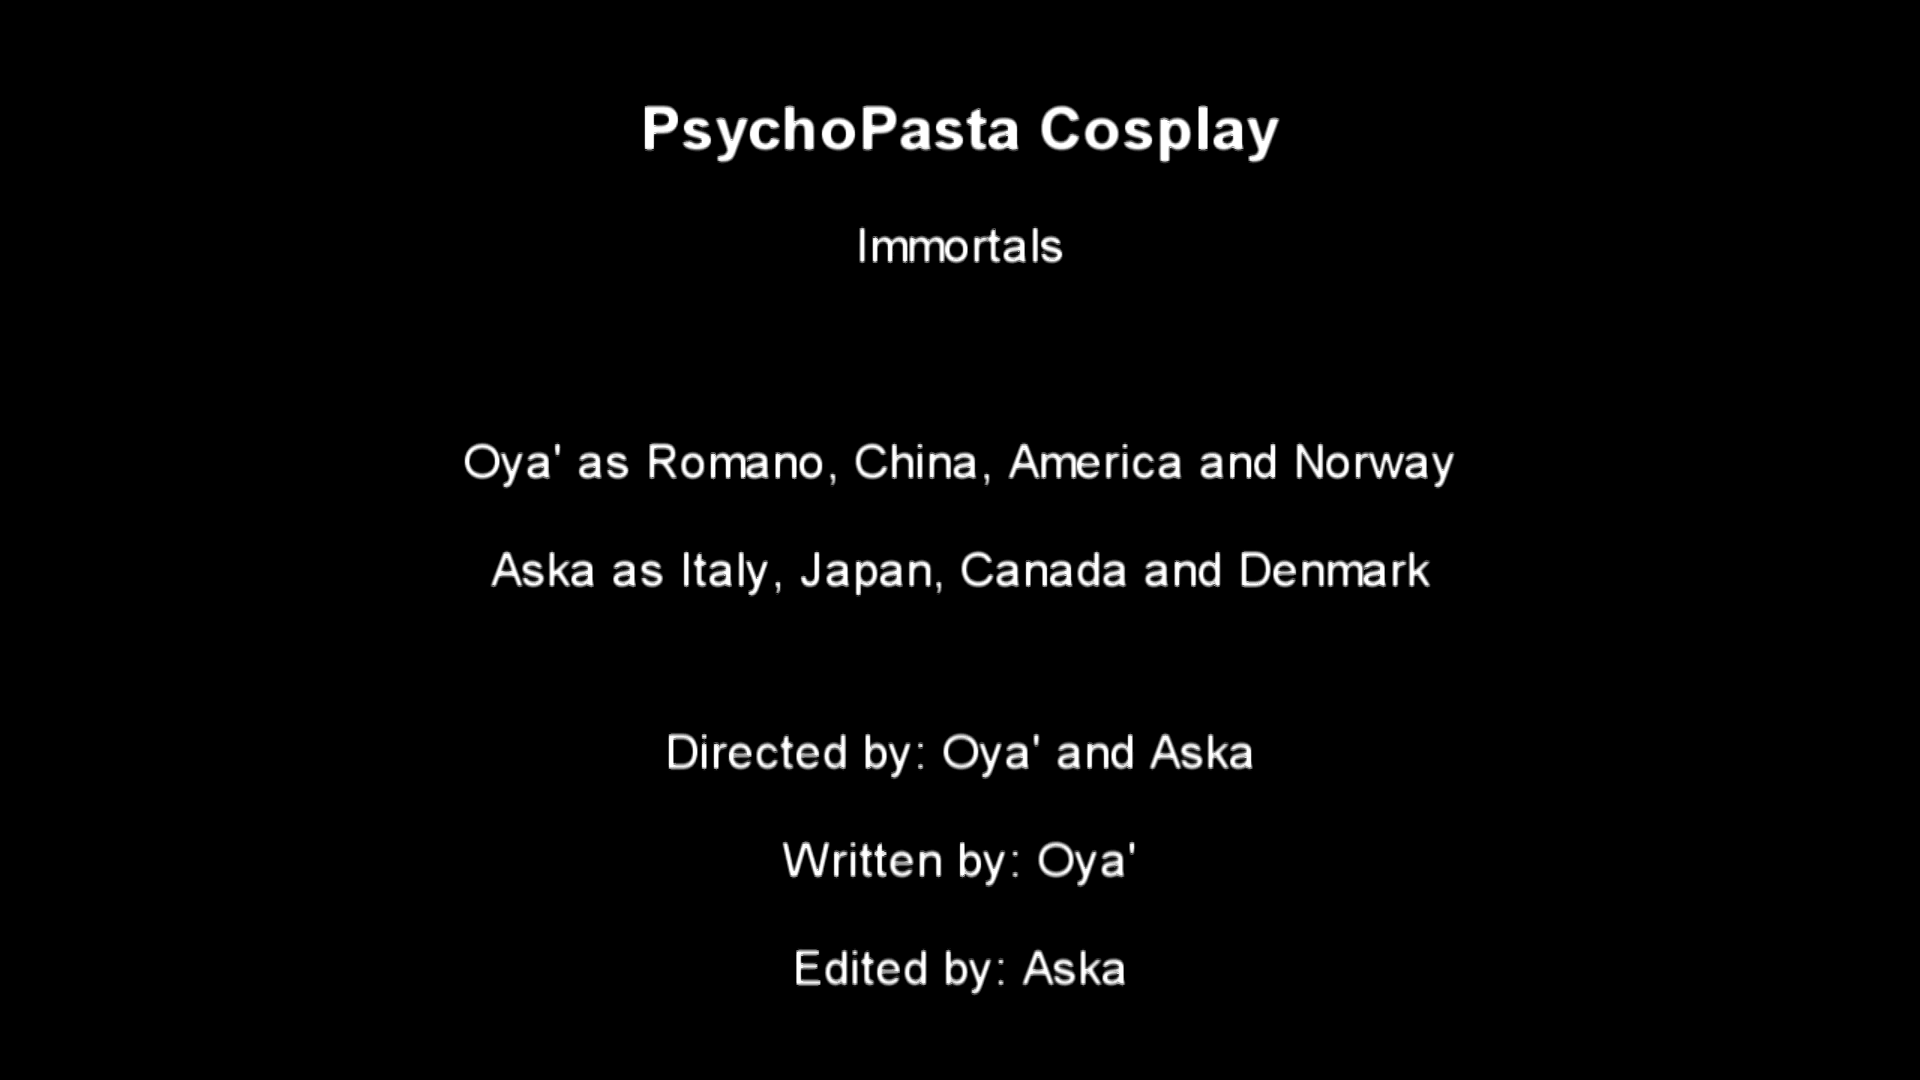 PsychoPasta Cosplay
Immortals
Oya' as Romano, China, America and Norway
Aska as Italy, Japan, Canada and Denmark
Directed by: Oya' and Aska
Written by: Oya'
Edited by: Aska